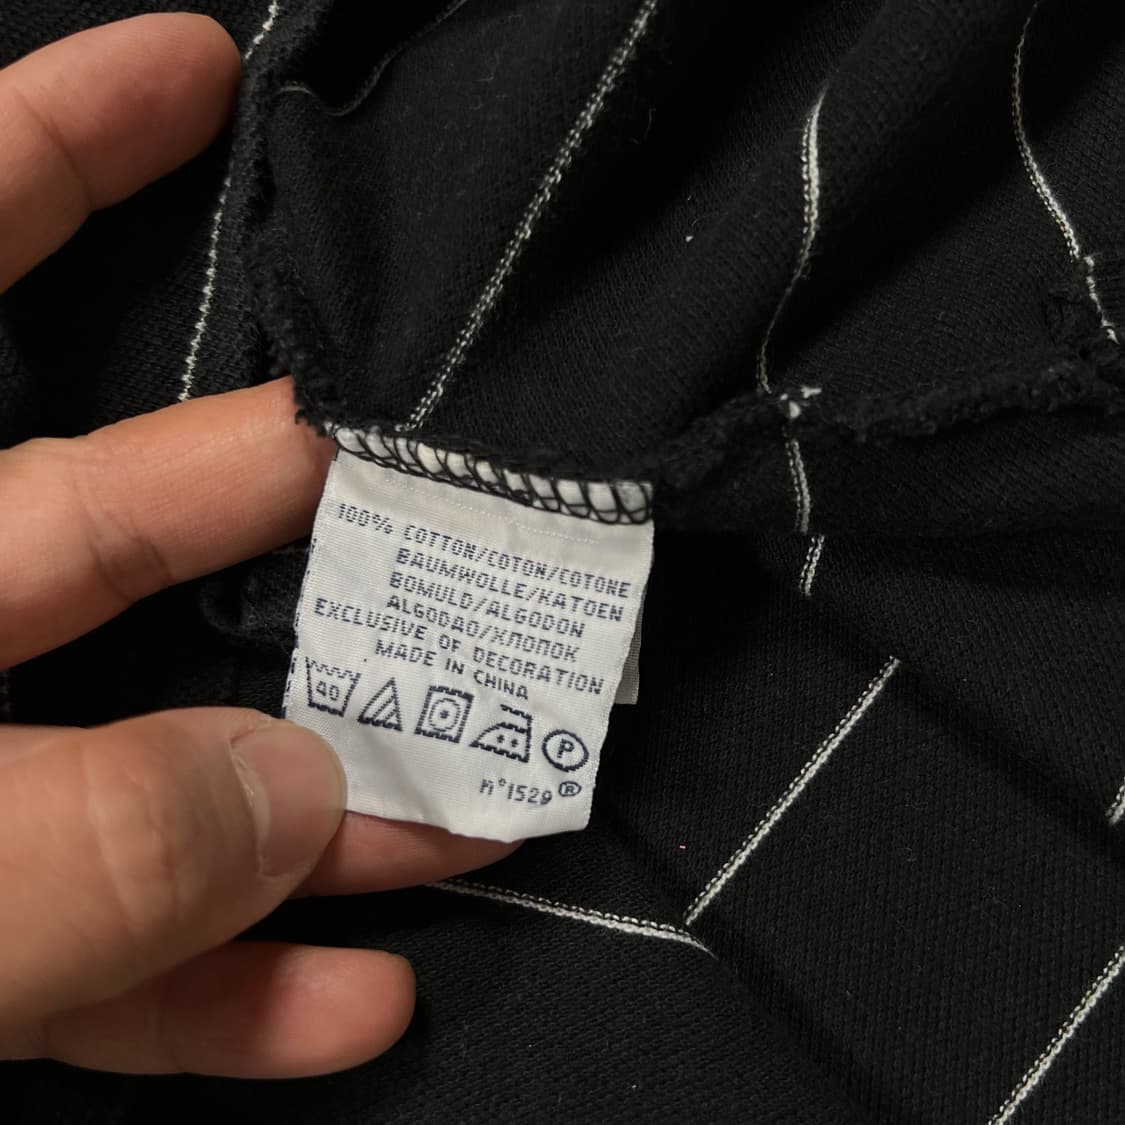 100% COTTON/COTON/COTONE
BAUMWOLLE/KATOEN
BOMULD/ALGODON
ALGODAO/ХЛОПОК
EXCLUSIVE OF DECORATION
MADE IN CHINA
40 P
n°1529®